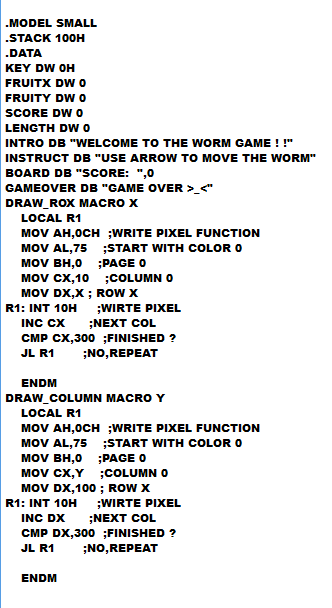 .MODEL SMALL
.STACK 100H
.DATA
KEY DW 0H
FRUITX DW 0
FRUITY DW 0
SCORE DW 0
LENGTH DW 0
INTRO DB "WELCOME TO THE WORM GAME ! !"
INSTRUCT DB "USE ARROW TO MOVE THE WORM"
BOARD DB "SCORE:  ",0
GAMEOVER DB "GAME OVER >_<"
DRAW_ROX MACRO X
    LOCAL R1
    MOV AH,0CH  ;WRITE PIXEL FUNCTION
    MOV AL,75    ;START WITH COLOR 0
    MOV BH,0    ;PAGE 0
    MOV CX,10    ;COLUMN 0
    MOV DX,X ; ROW X
R1: INT 10H     ;WIRTE PIXEL
    INC CX      ;NEXT COL
    CMP CX,300  ;FINISHED ?
    JL R1       ;NO,REPEAT

    ENDM
DRAW_COLUMN MACRO Y
    LOCAL R1
    MOV AH,0CH  ;WRITE PIXEL FUNCTION
    MOV AL,75    ;START WITH COLOR 0
    MOV BH,0    ;PAGE 0
    MOV CX,Y    ;COLUMN 0
    MOV DX,100 ; ROW X
R1: INT 10H     ;WIRTE PIXEL
    INC DX      ;NEXT COL
    CMP DX,300  ;FINISHED ?
    JL R1       ;NO,REPEAT

    ENDM